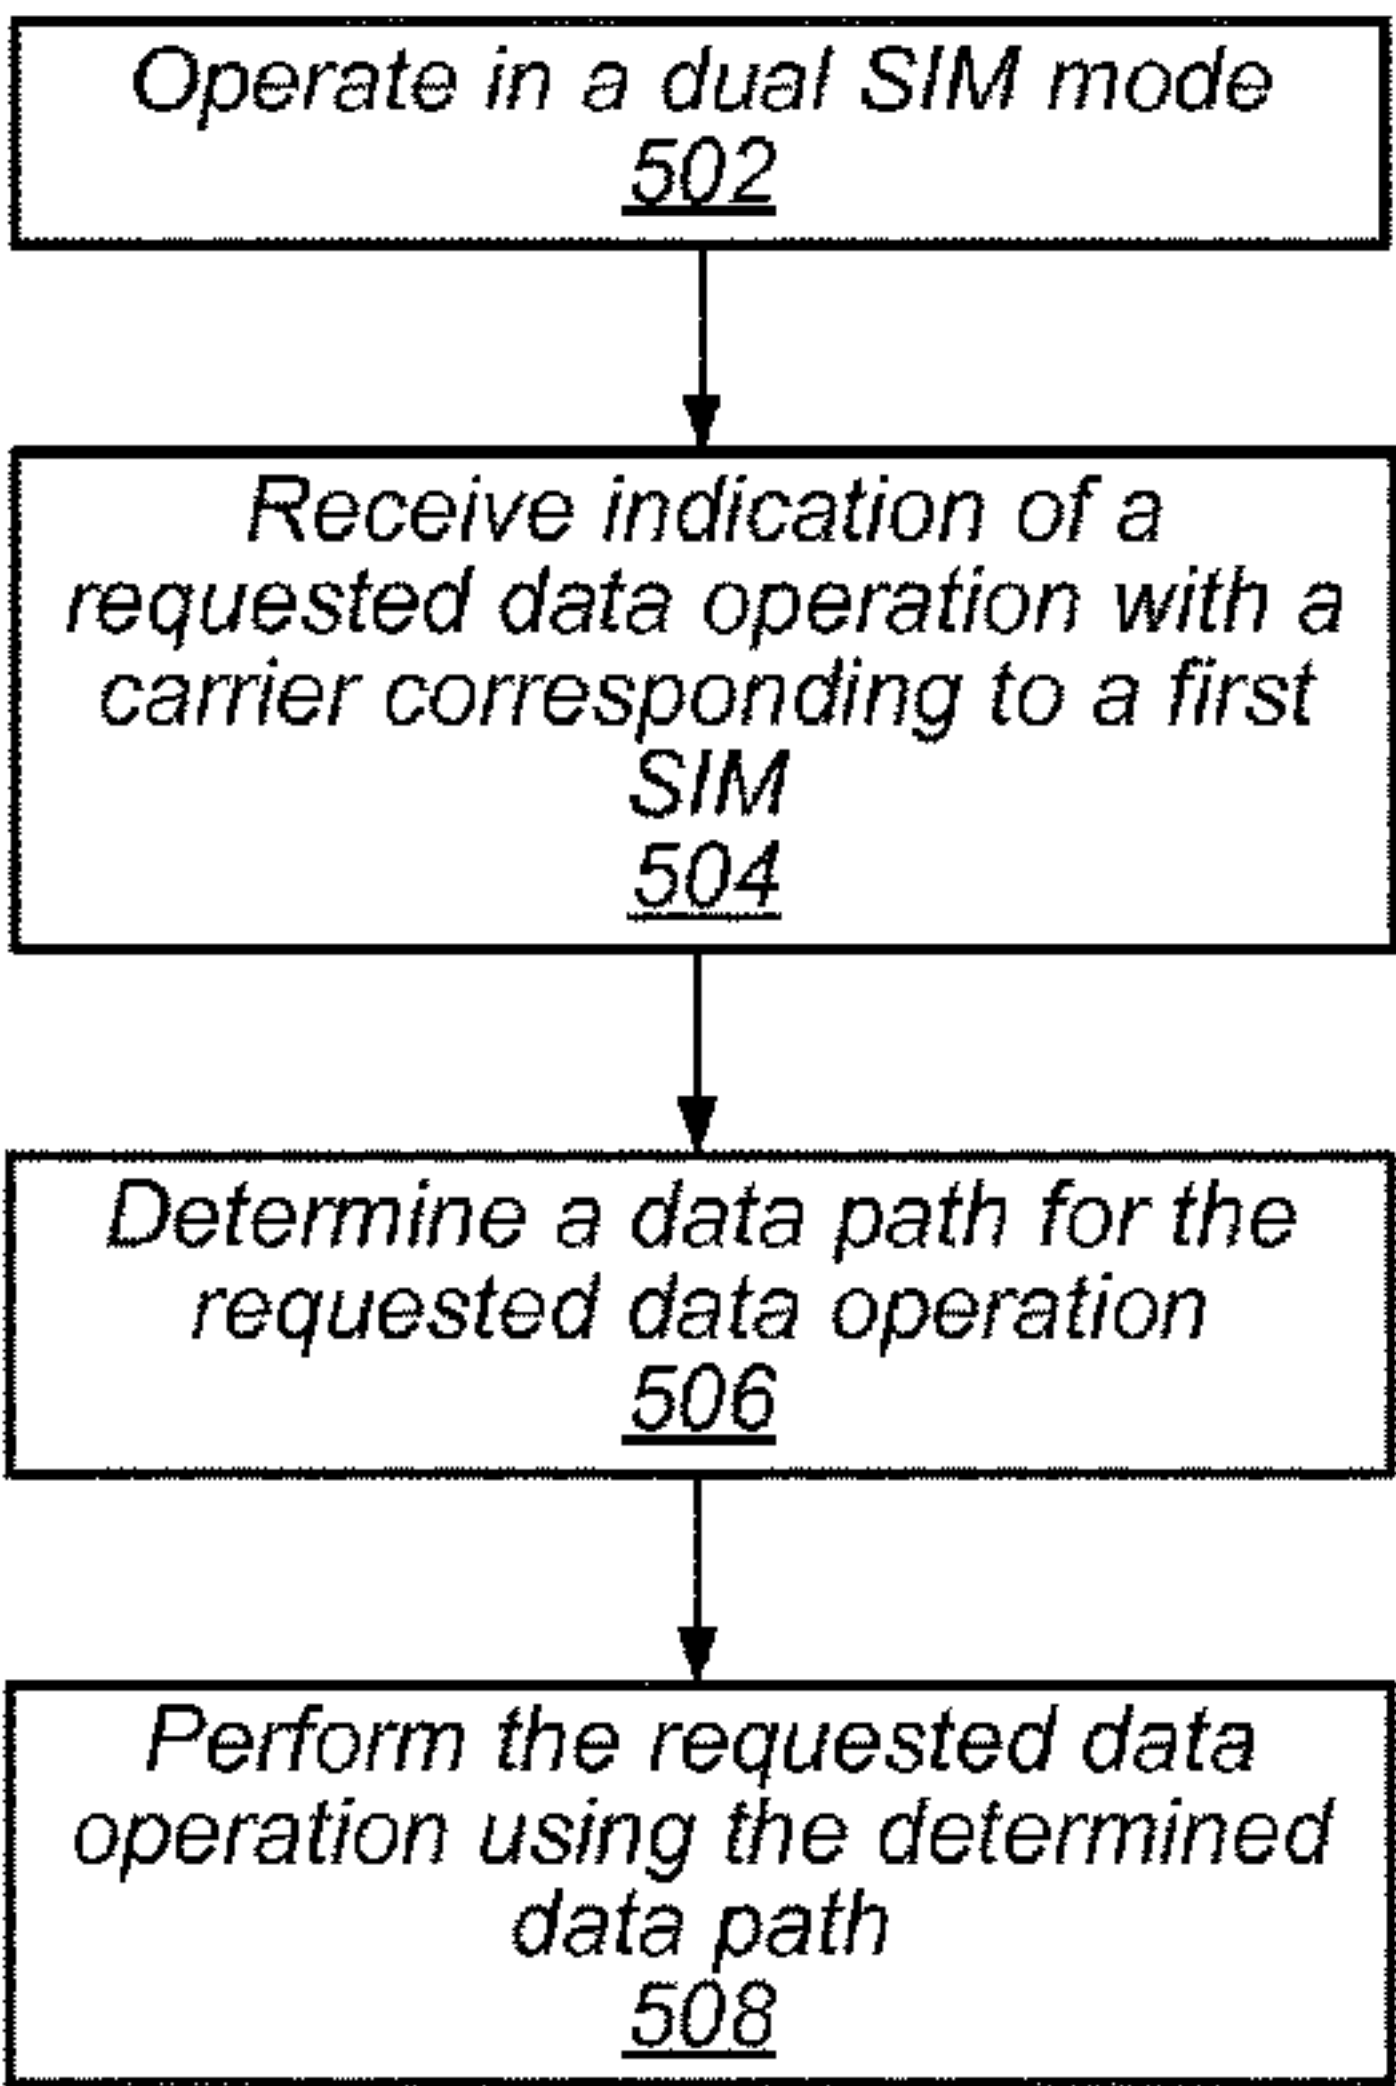 Operate in a dual SIM mode
502
Receive indication of a
requested data operation with a
carrier corresponding to a first
SIM
504
Determine a data path for the
requested data operation
506
Perform the requested data
operation using the determined
data path
508